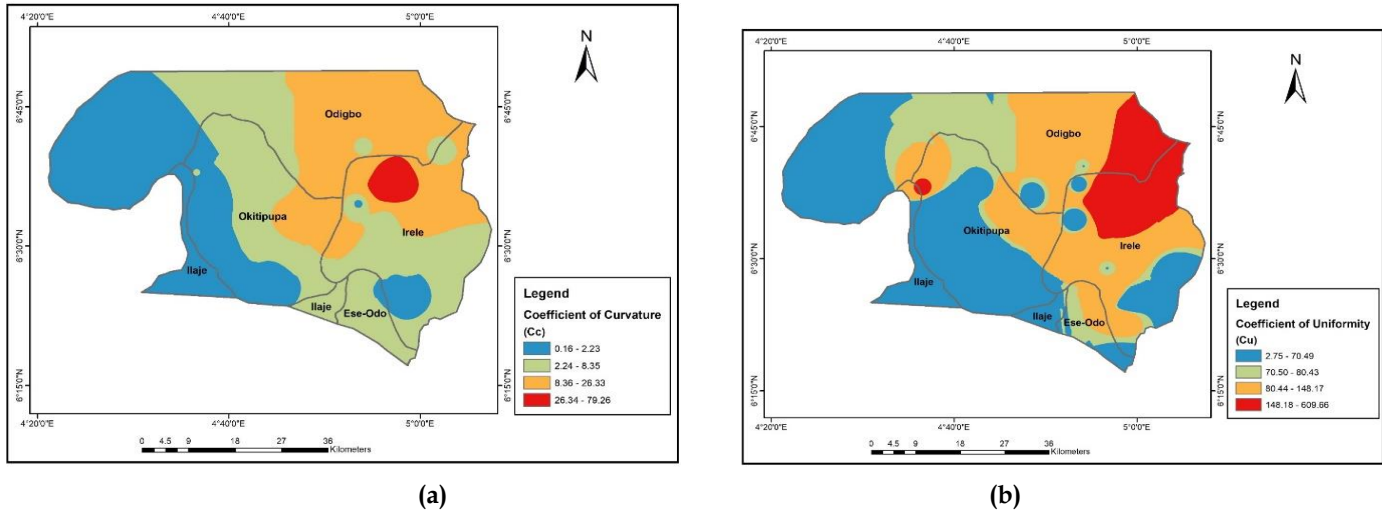 4°20'0"E 4°40'0"E 5°0'0"E
N
6°45'0"N
6°45'0"N
Odigbo
Okitipupa
Irele
6°30'0"N
6°30'0"N
Ilaje
Ilaje
Ese-Odo
6°15'0"N
6°15'0"N
Legend
Coefficient of Curvature
(Cc)
0.16 - 2.23
2.24 - 8.35
8.36 - 26.33
26.34 - 79.26
4°20'0"E 4°40'0"E 5°0'0"E
0 4.5 9 18 27 36
Kilometers
(a)
4°20'0"E 4°40'0"E 5°0'0"E
N
6°45'0"N
6°45'0"N
Odigbo
Okitipupa
Irele
6°30'0"N
6°30'0"N
Ilaje
Ilaje
Ese-Odo
6°15'0"N
6°15'0"N
Legend
Coefficient of Uniformity
(Cu)
2.75 - 70.49
70.50 - 80.43
80.44 - 148.17
148.18 - 609.66
4°20'0"E 4°40'0"E 5°0'0"E
0 4.5 9 18 27 36
Kilometers
(b)